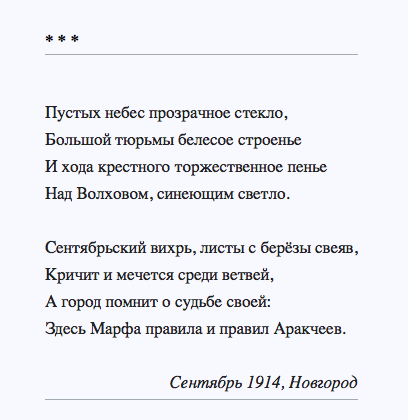 * * *
Пустых небес прозрачное стекло,
Большой тюрьмы белесое строенье
И хода крестного торжественное пенье
Над Волховом, синеющим светло.
Сентябрьский вихрь, листы с берёзы свеяв,
Кричит и мечется среди ветвей,
А город помнит о судьбе своей:
Здесь Марфа правила и правил Аракчеев.
Сентябрь 1914, Новгород